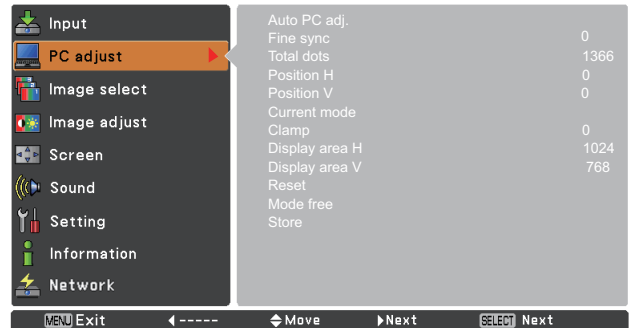 Input
PC adjust
Image select
Image adjust
Screen
Sound
Setting
Information
Network
Auto PC adj.
Fine sync 0
Total dots 1366
Position H 0
Position V 0
Current mode
Clamp 0
Display area H 1024
Display area V 768
Reset
Mode free
Store
MENU Exit ◀----- ◆Move ▶Next SELECT Next